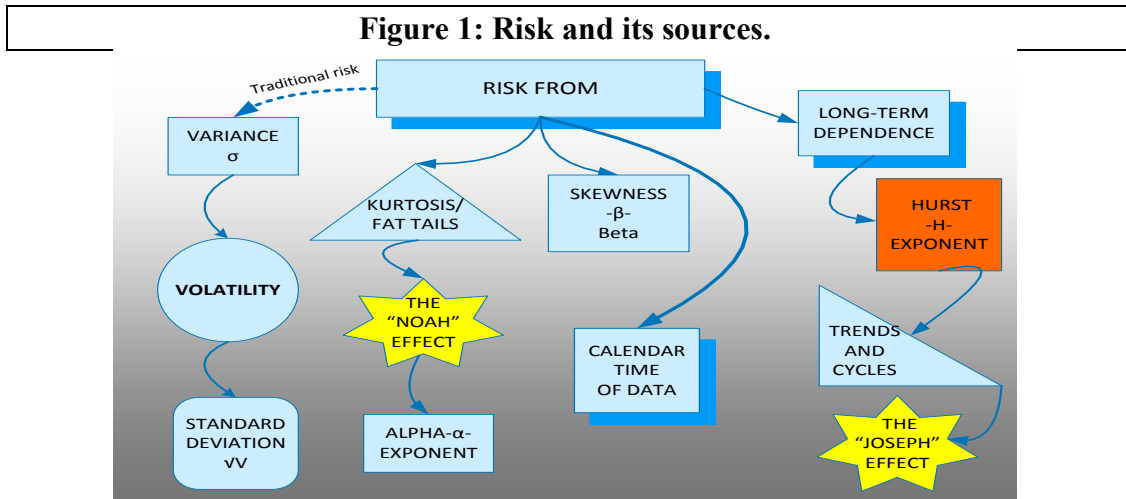 Figure 1: Risk and its sources.
Traditional risk
RISK FROM
VARIANCE
σ
VOLATILITY
STANDARD
DEVIATION
√V
KURTOSIS/
FAT TAILS
THE
“NOAH”
EFFECT
ALPHA-α-
EXPONENT
SKEWNESS
-β-
Beta
CALENDAR
TIME
OF DATA
LONG-TERM
DEPENDENCE
HURST
-H-
EXPONENT
TRENDS
AND
CYCLES
THE
“JOSEPH”
EFFECT